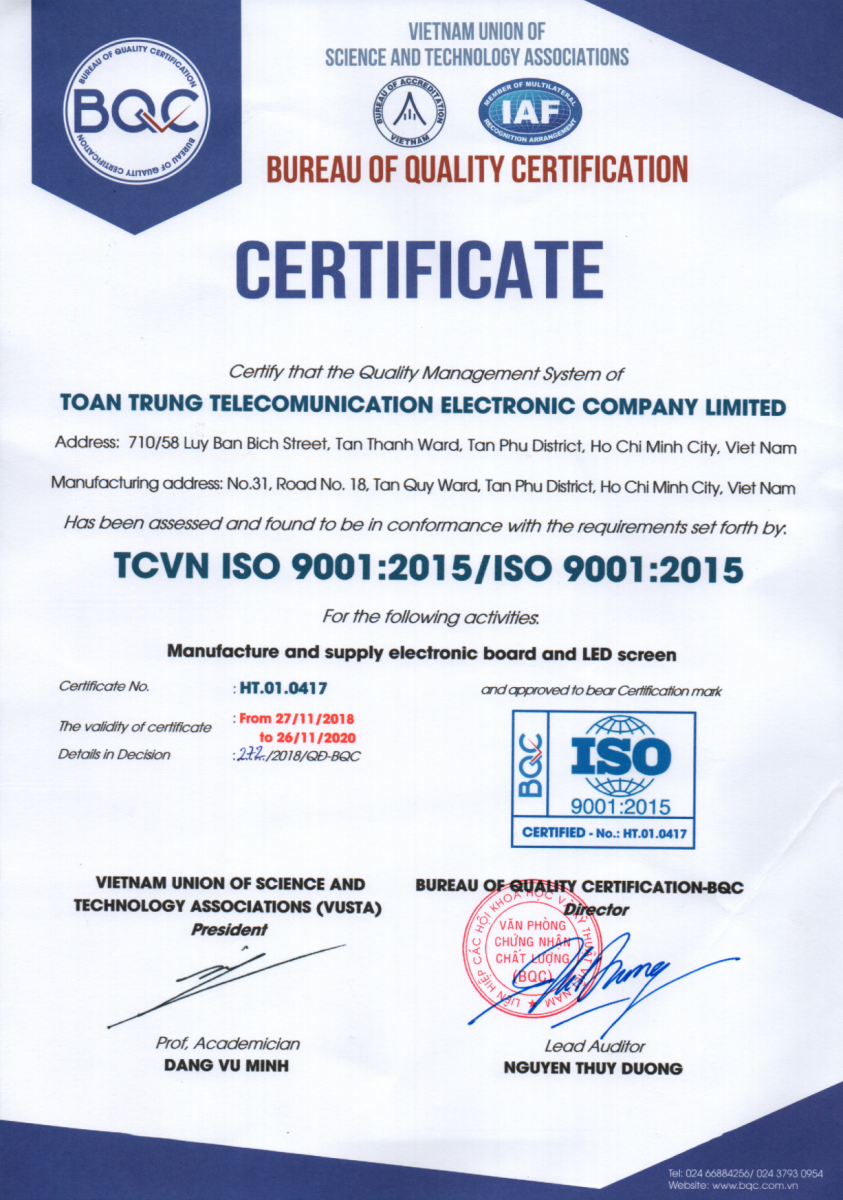 VIETNAM UNION OF
SCIENCE AND TECHNOLOGY ASSOCIATIONS
BUREAU OF QUALITY CERTIFICATION
BQC
BUREAU OF QUALITY CERTIFICATION
BUREAU OF ACCREDITATION
VIETNAM
MEMBER OF MULTILATERAL
IAF
RECOGNITION ARRANGEMENT
BUREAU OF QUALITY CERTIFICATION
CERTIFICATE
Certify that the Quality Management System of
TOAN TRUNG TELECOMUNICATION ELECTRONIC COMPANY LIMITED
Address: 710/58 Luy Ban Bich Street, Tan Thanh Ward, Tan Phu District, Ho Chi Minh City, Viet Nam
Manufacturing address: No.31, Road No. 18, Tan Quy Ward, Tan Phu District, Ho Chi Minh City, Viet Nam
Has been assessed and found to be in conformance with the requirements set forth by:
TCVN ISO 9001:2015/ISO 9001:2015
For the following activities:
Manufacture and supply electronic board and LED screen
Certificate No. : HT.01.0417
The validity of certificate : From 27/11/2018
to 26/11/2020
Details in Decision :272./2018/QĐ-BQC
and approved to bear Certification mark
BQC
ISO
9001:2015
CERTIFIED - No.: HT.01.0417
VIETNAM UNION OF SCIENCE AND
TECHNOLOGY ASSOCIATIONS (VUSTA)
President
Prof, Academician
DANG VU MINH
BUREAU OF QUALITY CERTIFICATION-BQC
Director
LIÊN HIỆP CÁC HỘI KHOA HỌC VÀ KỸ THUẬT VIỆT NAM
VĂN PHÒNG
CHỨNG NHẬN
CHẤT LƯỢNG
(BQC)
Lead Auditor
NGUYEN THUY DUONG
Tel: 024 66884256/ 024 3793 0954
Website: www.bqc.com.vn